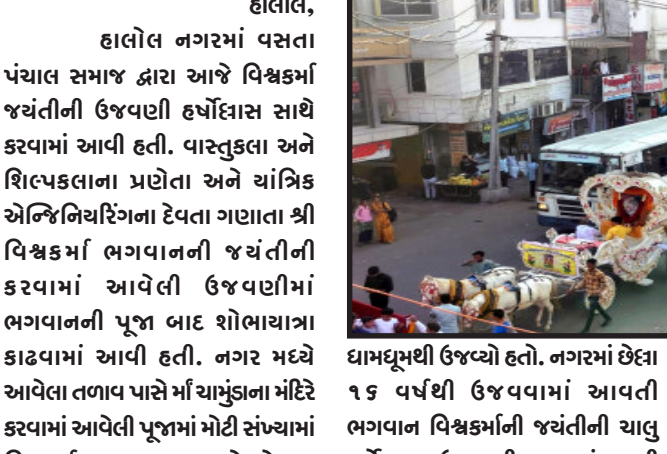 હાલોલ,
હાલોલ નગરમાં વસતા
પંચાલ સમાજ દ્વારા આજે વિશ્વકર્મા
જયંતીની ઉજવણી હર્ષોલ્લાસ સાથે
કરવામાં આવી હતી. વાસ્તુકલા અને
શિલ્પકલાના પ્રણેતા અને યાંત્રિક
એન્જિનિયરિંગના દેવતા ગણાતા શ્રી
વિશ્વકર્મા ભગવાનની જયંતીની
કરવામાં આવેલી ઉજવણીમાં
ભગવાનની પૂજા બાદ શોભાયાત્રા
કાઢવામાં આવી હતી. નગર મધ્યે
આવેલા તળાવ પાસે માઁ ચામુંડાના મંદિરે
કરવામાં આવેલી પૂજામાં મોટી સંખ્યામાં
ધામધૂમથી ઉજવ્યો હતો. નગરમાં છેલ્લા
૧૬ વર્ષથી ઉજવવામાં આવતી
ભગવાન વિશ્વકર્માની જયંતીની ચાલુ